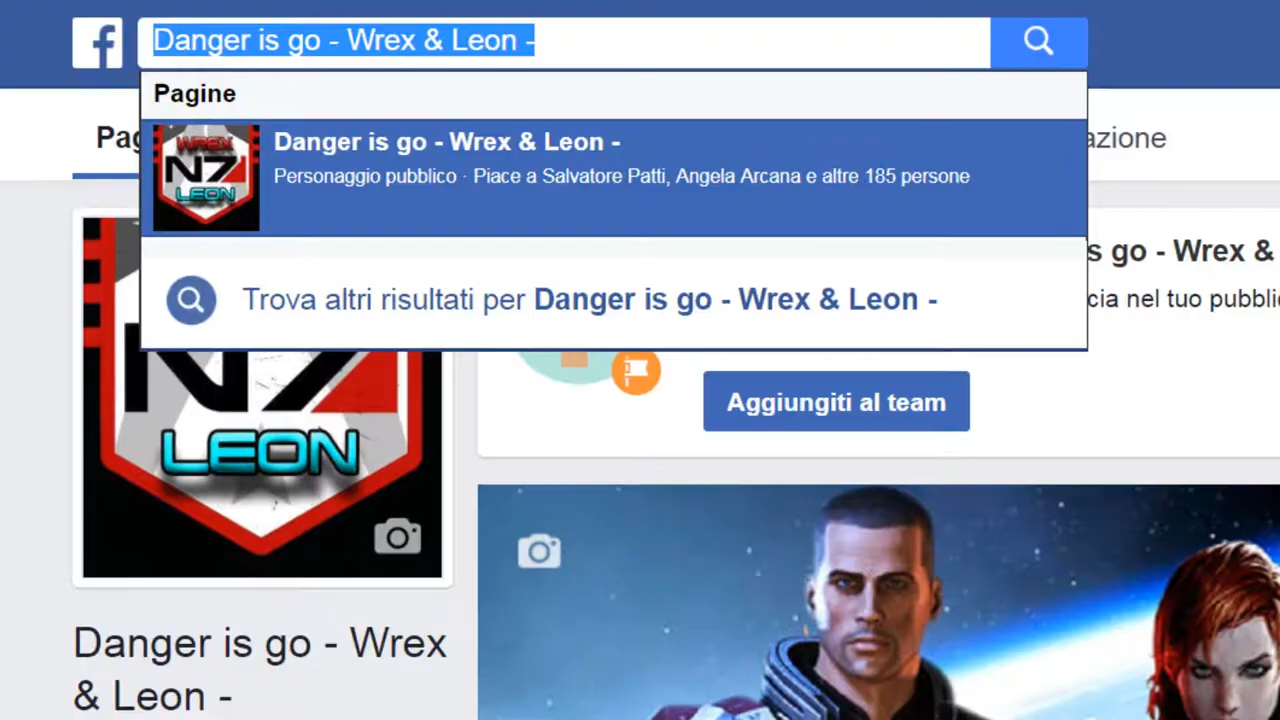 Danger is go - Wrex & Leon -
Pagine
Pag
azione
WREX
N7
LEON
Danger is go - Wrex & Leon -
Personaggio pubblico · Piace a Salvatore Patti, Angela Arcana e altre 185 persone
s go - Wrex &
Trova altri risultati per Danger is go - Wrex & Leon -
cia nel tuo pubbli
N7
LEON
Aggiungiti al team
Danger is go - Wrex
& Leon -